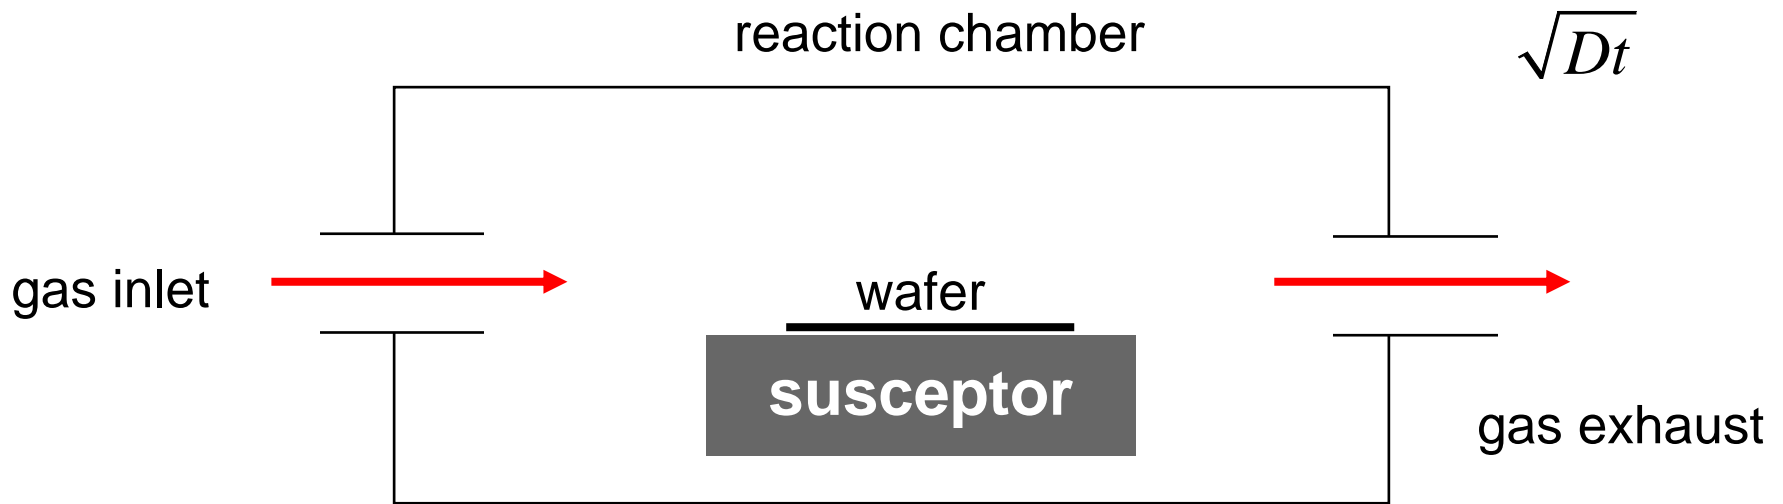 reaction chamber
√Dt
gas inlet
wafer
susceptor
gas exhaust